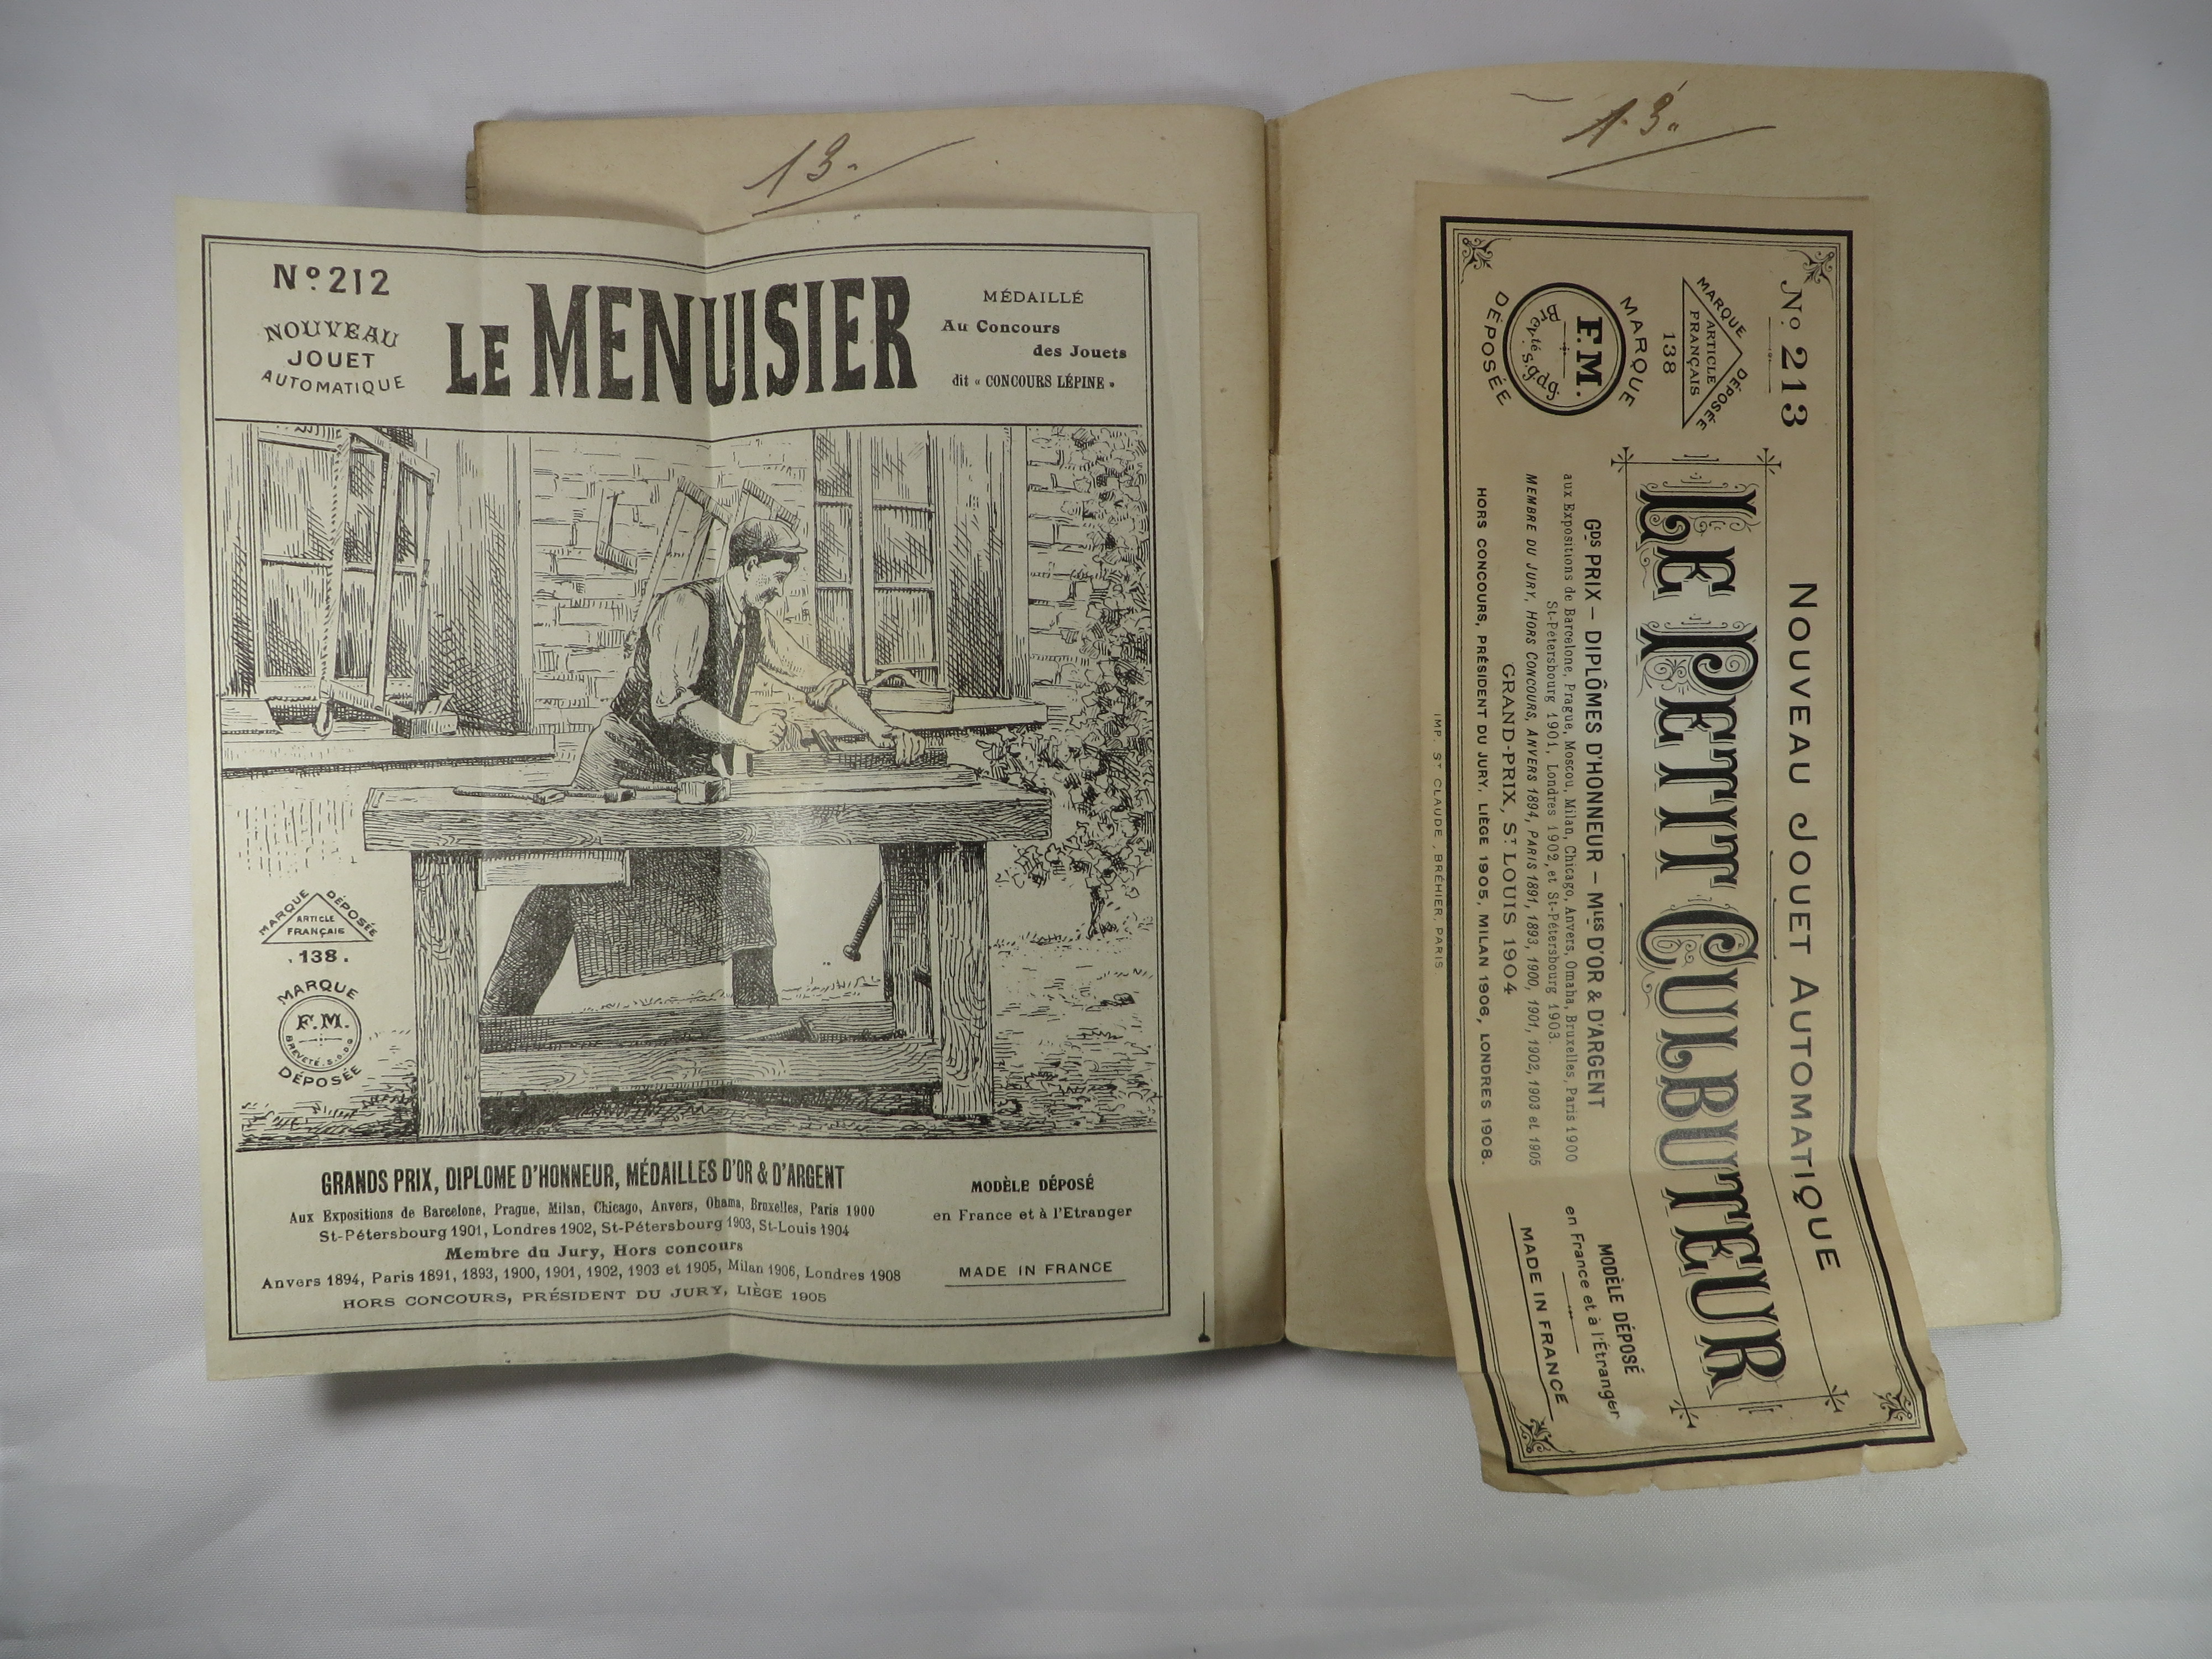 13.
Nº 212
NOUVEAU
JOUET
AUTOMATIQUE
LE MENUISIER
MÉDAILLÉ
Au Concours
des Jouets
dit « CONCOURS LÉPINE »
MARQUE DÉPOSÉE
ARTICLE
FRANÇAIS
. 138 .
MARQUE
F. M.
BREVETÉ. S.G.D.G
DÉPOSÉE
GRANDS PRIX, DIPLOME D'HONNEUR, MÉDAILLES D'OR & D'ARGENT
Aux Expositions de Barcelone, Prague, Milan, Chicago, Anvers, Ohama, Bruxelles, Paris 1900
St-Pétersbourg 1901, Londres 1902, St-Pétersbourg 1903, St-Louis 1904
Membre du Jury, Hors concours
Anvers 1894, Paris 1891, 1893, 1900, 1901, 1902, 1903 et 1905, Milan 1906, Londres 1908
HORS CONCOURS, PRÉSIDENT DU JURY, LIÈGE 1905
MODÈLE DÉPOSÉ
en France et à l'Etranger
MADE IN FRANCE
13.
Nº 213
MARQUE DÉPOSÉE
ARTICLE
FRANÇAIS
138
MARQUE
F. M.
Breté s.g.d.g.
DÉPOSÉE
NOUVEAU JOUET AUTOMATIQUE
LE PETIT CULBUTEUR
GDS PRIX – DIPLÔMES D'HONNEUR – MLES D'OR & D'ARGENT
aux Expositions de Barcelone, Prague, Moscou, Milan, Chicago, Anvers, Omaha, Bruxelles, Paris 1900
St-Pétersbourg 1901, Londres 1902, et St-Pétersbourg 1903.
MEMBRE DU JURY, HORS CONCOURS, ANVERS 1894, PARIS 1891, 1893, 1900, 1901, 1902, 1903 et 1905
GRAND-PRIX, ST LOUIS 1904
HORS CONCOURS, PRÉSIDENT DU JURY, LIÈGE 1905, MILAN 1906, LONDRES 1908.
MODÈLE DÉPOSÉ
en France et à l'Étranger
MADE IN FRANCE
IMP. ST CLAUDE, BRÉHIER, PARIS